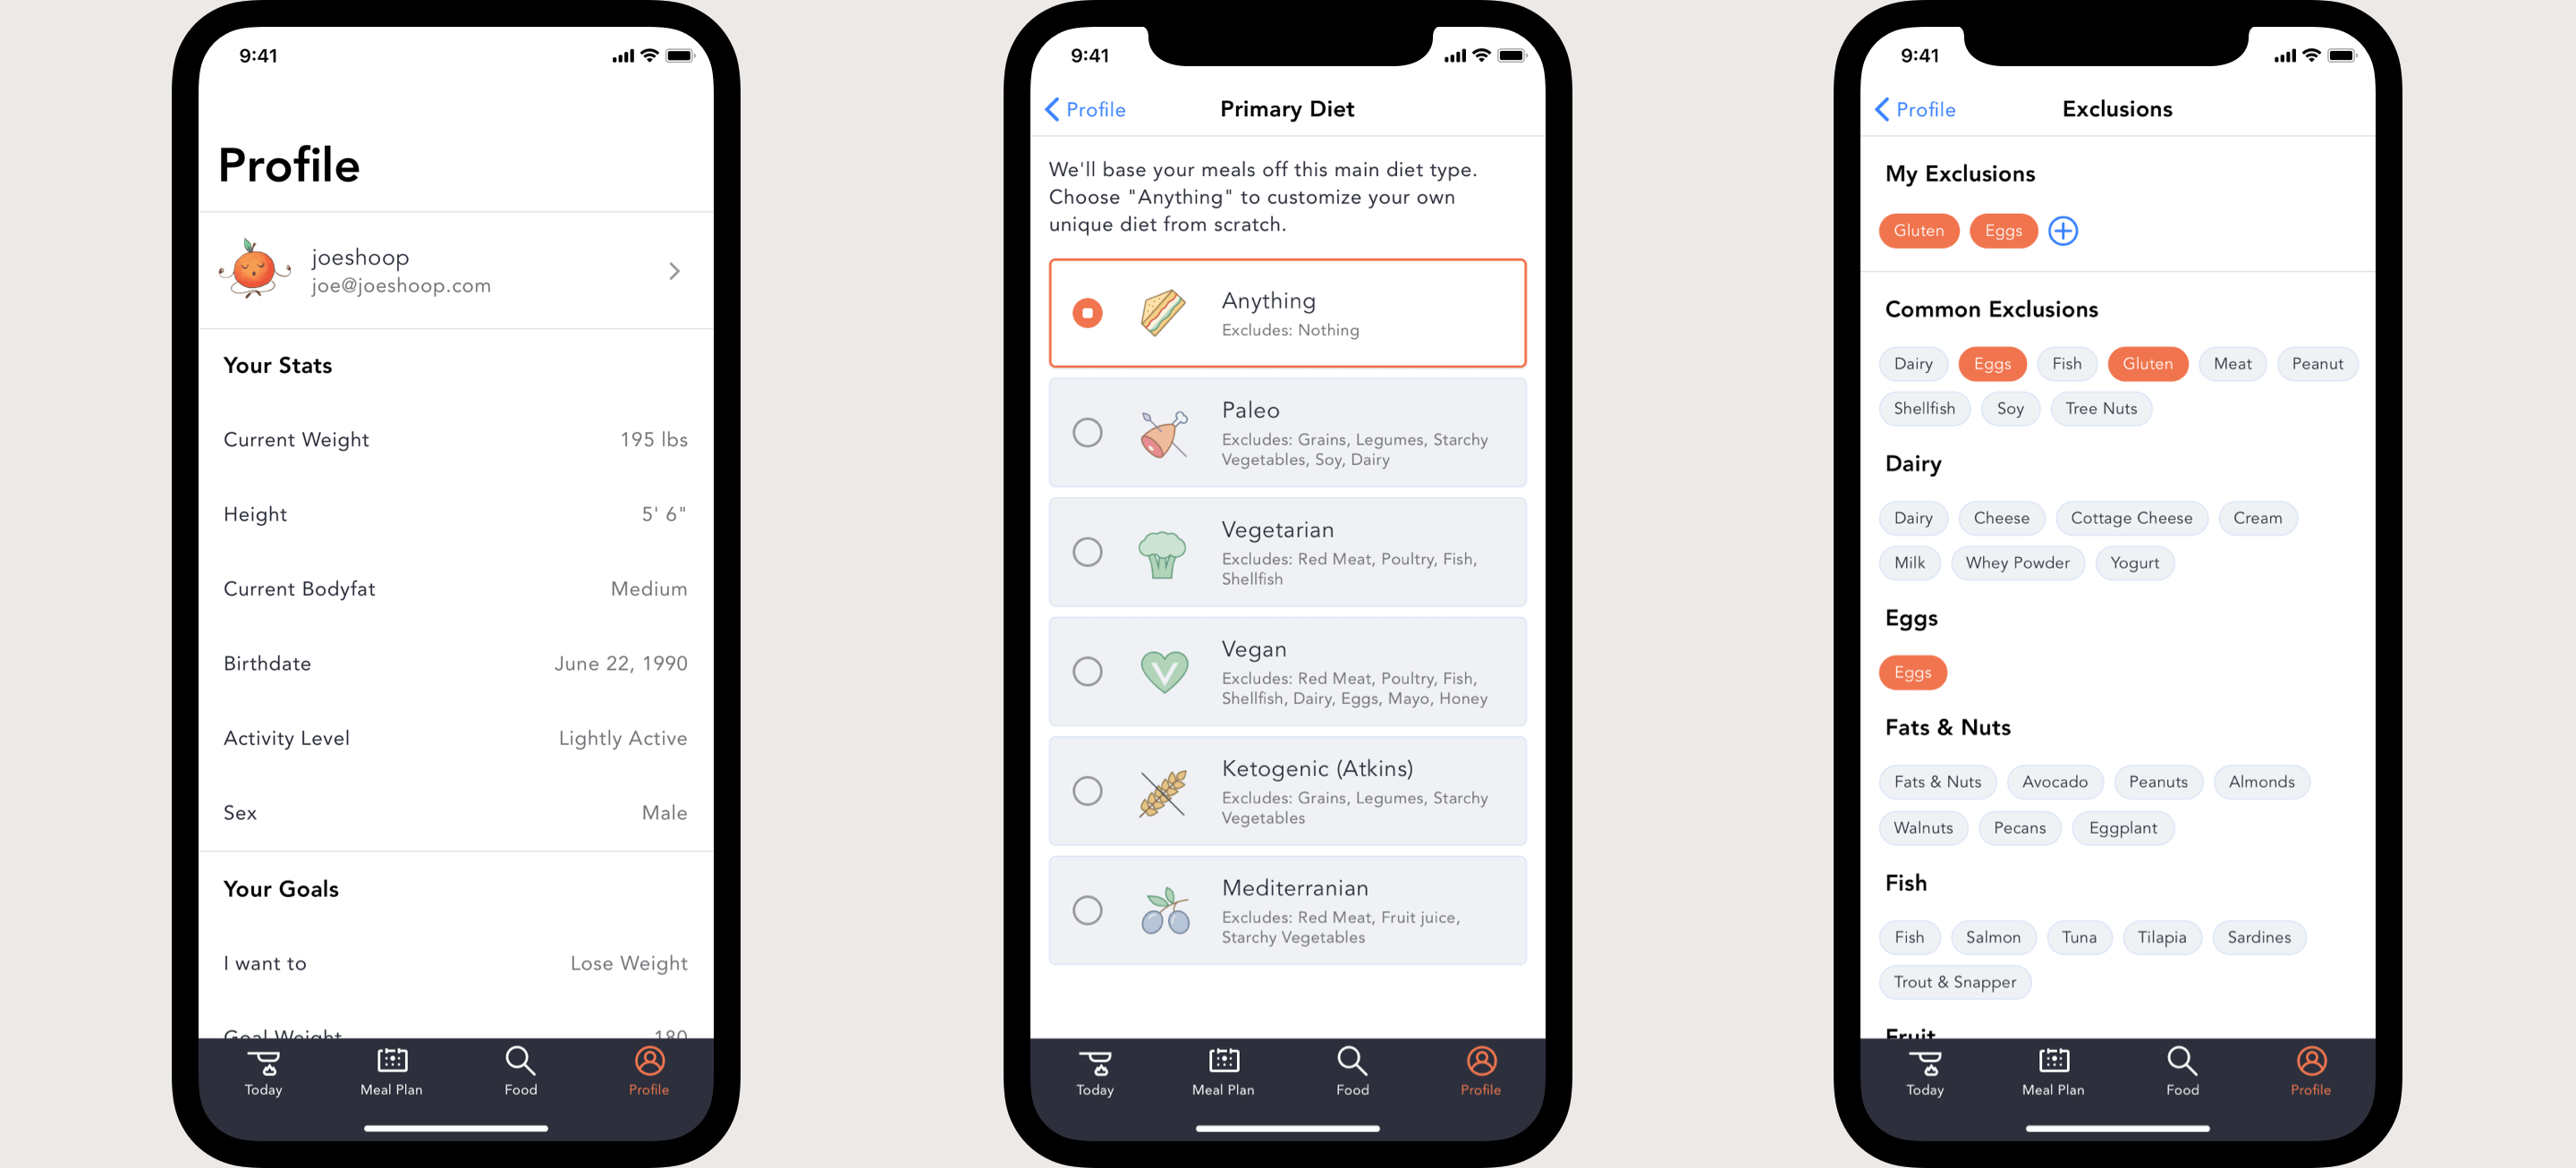 9:41
Profile
joeshoop
joe@joeshoop.com
Your Stats
Current Weight 195 lbs
Height 5' 6"
Current Bodyfat Medium
Birthdate June 22, 1990
Activity Level Lightly Active
Sex Male
Your Goals
I want to Lose Weight
Goal Weight 180
Today Meal Plan Food Profile
9:41
Profile Primary Diet
We'll base your meals off this main diet type.
Choose "Anything" to customize your own
unique diet from scratch.
Anything
Excludes: Nothing
Paleo
Excludes: Grains, Legumes, Starchy
Vegetables, Soy, Dairy
Vegetarian
Excludes: Red Meat, Poultry, Fish,
Shellfish
V
Vegan
Excludes: Red Meat, Poultry, Fish,
Shellfish, Dairy, Eggs, Mayo, Honey
Ketogenic (Atkins)
Excludes: Grains, Legumes, Starchy
Vegetables
Mediterranian
Excludes: Red Meat, Fruit juice,
Starchy Vegetables
Today Meal Plan Food Profile
9:41
Profile Exclusions
My Exclusions
Gluten Eggs
Common Exclusions
Dairy Eggs Fish Gluten Meat Peanut
Shellfish Soy Tree Nuts
Dairy
Dairy Cheese Cottage Cheese Cream
Milk Whey Powder Yogurt
Eggs
Eggs
Fats & Nuts
Fats & Nuts Avocado Peanuts Almonds
Walnuts Pecans Eggplant
Fish
Fish Salmon Tuna Tilapia Sardines
Trout & Snapper
Fruit
Today Meal Plan Food Profile